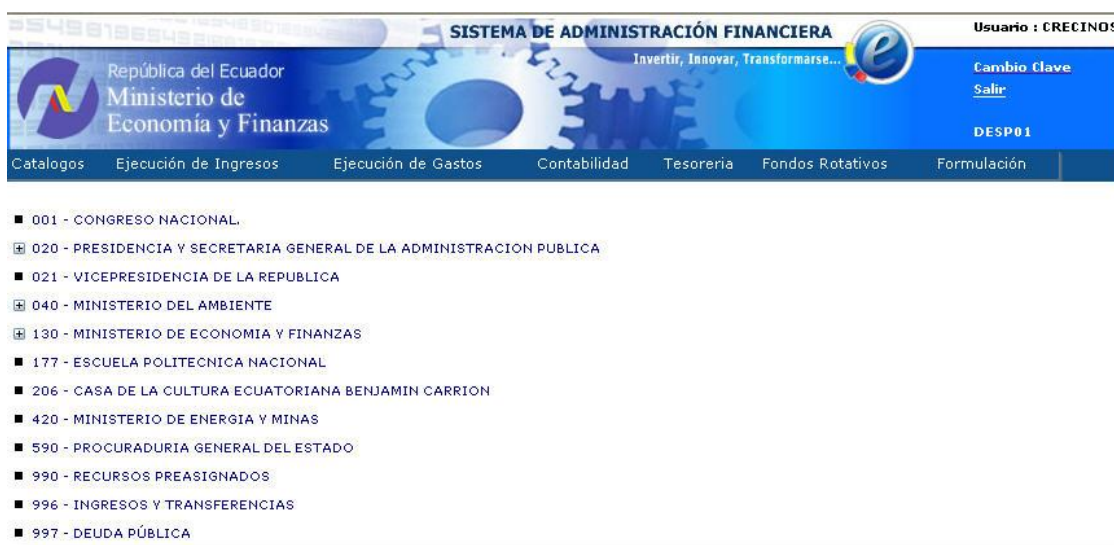 SISTEMA DE ADMINISTRACIÓN FINANCIERA
Usuario : CRECINOS
Invertir, Innovar, Transformarse...
República del Ecuador
Ministerio de
Economía y Finanzas
Cambio Clave
Salir
DESP01
Catalogos Ejecución de Ingresos Ejecución de Gastos Contabilidad Tesoreria Fondos Rotativos Formulación
001 - CONGRESO NACIONAL.
020 - PRESIDENCIA Y SECRETARIA GENERAL DE LA ADMINISTRACION PUBLICA
021 - VICEPRESIDENCIA DE LA REPUBLICA
040 - MINISTERIO DEL AMBIENTE
130 - MINISTERIO DE ECONOMIA Y FINANZAS
177 - ESCUELA POLITECNICA NACIONAL
206 - CASA DE LA CULTURA ECUATORIANA BENJAMIN CARRION
420 - MINISTERIO DE ENERGIA Y MINAS
590 - PROCURADURIA GENERAL DEL ESTADO
990 - RECURSOS PREASIGNADOS
996 - INGRESOS Y TRANSFERENCIAS
997 - DEUDA PÚBLICA